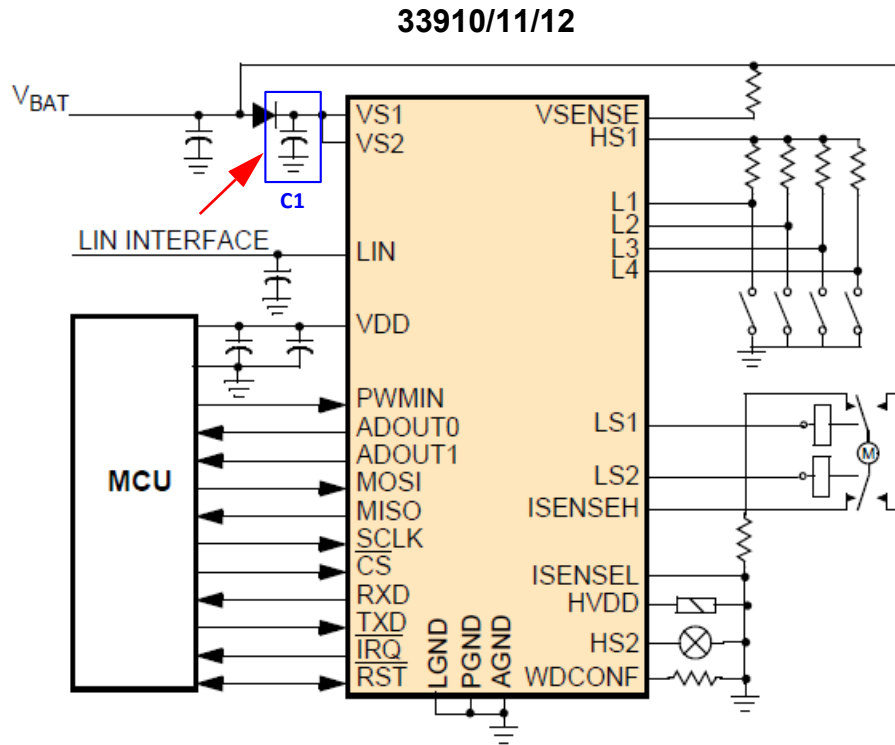 33910/11/12
VBAT
C1
VS1
VS2
VSENSE
HS1
L1
L2
L3
L4
LIN INTERFACE
LIN
VDD
MCU
PWMIN
ADOUT0
ADOUT1
MOSI
MISO
SCLK
CS
RXD
TXD
IRQ
RST
LS1
LS2
M
ISENSEH
ISENSEL
HVDD
HS2
WDCONF
LGND
PGND
AGND